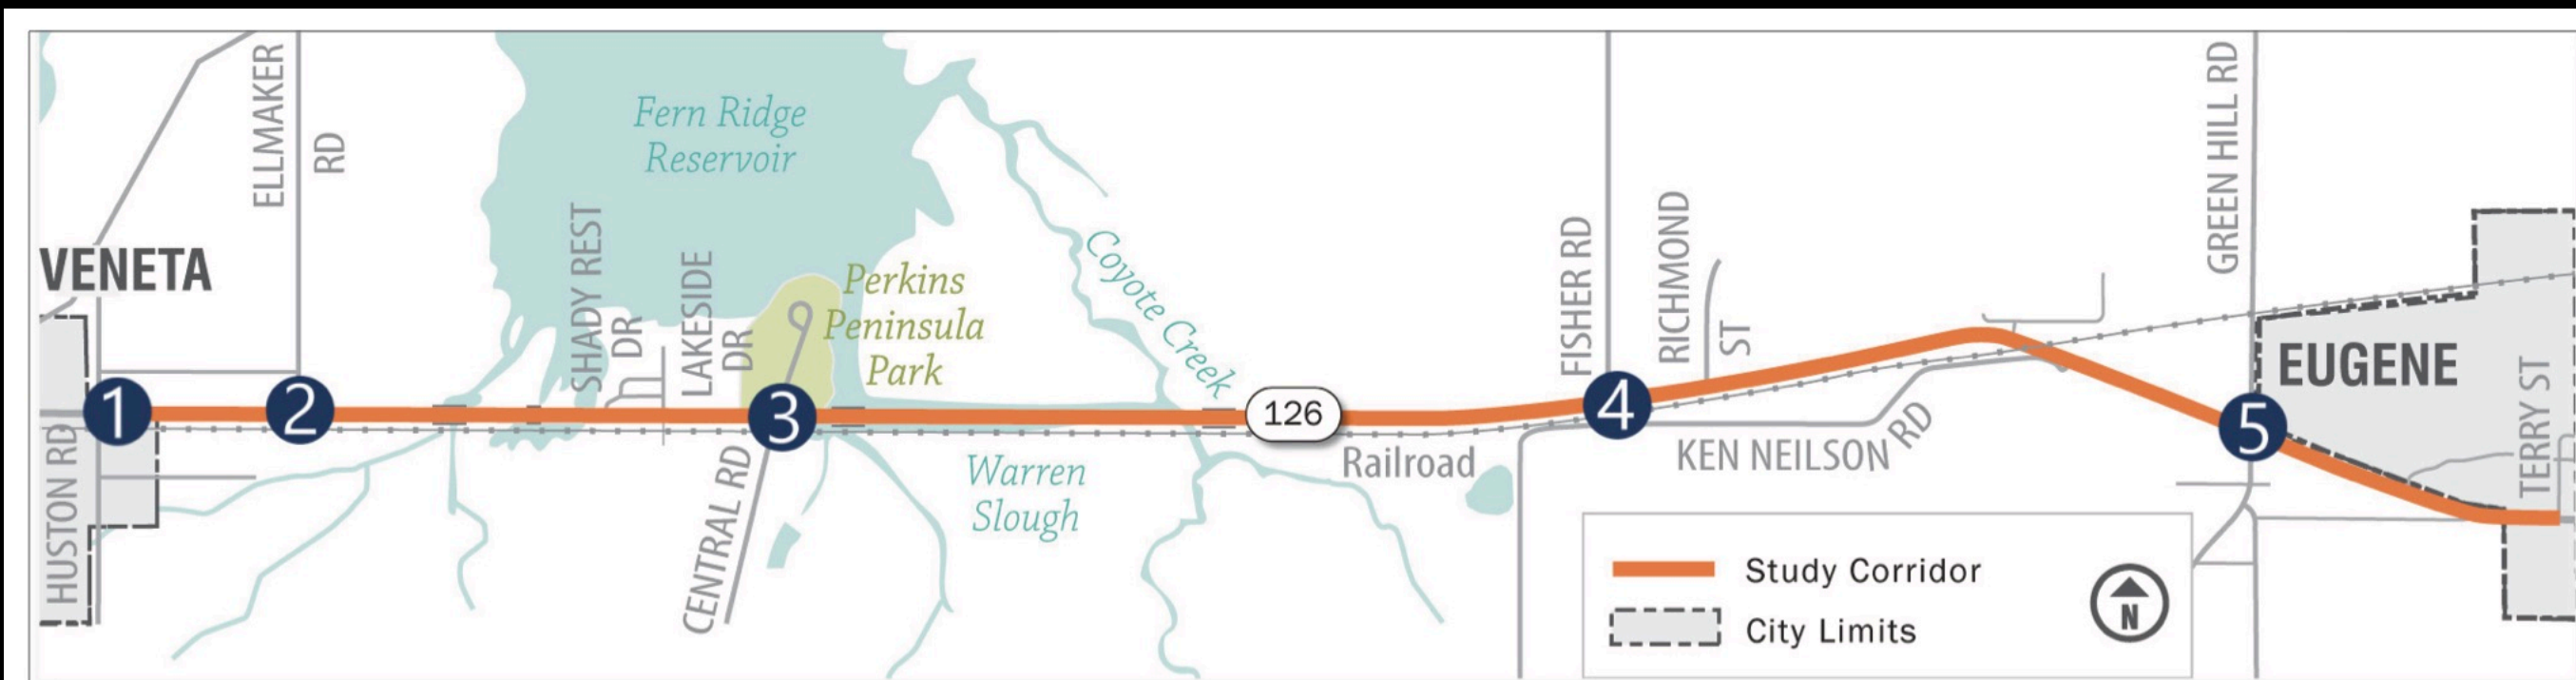 ELLMAKER
RD
VENETA
HUSTON RD
1
2
Fern Ridge
Reservoir
SHADY REST
DR
LAKESIDE
DR
Perkins
Peninsula
Park
3
CENTRAL RD
Coyote Creek
Warren
Slough
126
Railroad
FISHER RD
4
RICHMOND
ST
KEN NEILSON RD
GREEN HILL RD
5
EUGENE
TERRY ST
Study Corridor
City Limits
N